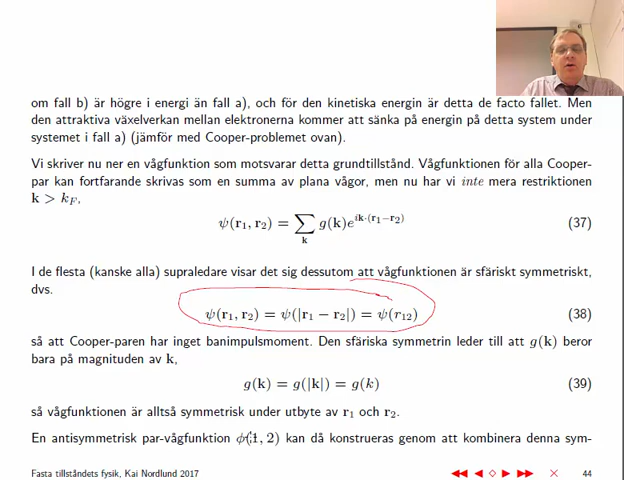 om fall b) är högre i energi än fall a), och för den kinetiska energin är detta de facto fallet. Men
den attraktiva växelverkan mellan elektronerna kommer att sänka på energin på detta system under
systemet i fall a) (jämför med Cooper-problemet ovan).
Vi skriver nu ner en vågfunktion som motsvarar detta grundtillstånd. Vågfunktionen för alla Cooper-
par kan fortfarande skrivas som en summa av plana vågor, men nu har vi inte mera restriktionen
k > k_F,
ψ(r₁, r₂) = ∑_k g(k)e^{ik·(r₁−r₂)} (37)
I de flesta (kanske alla) supraledare visar det sig dessutom att vågfunktionen är sfäriskt symmetriskt,
dvs.
ψ(r₁, r₂) = ψ(|r₁ − r₂|) = ψ(r₁₂) (38)
så att Cooper-paren har inget banimpulsmoment. Den sfäriska symmetrin leder till att g(k) beror
bara på magnituden av k,
g(k) = g(|k|) = g(k) (39)
så vågfunktionen är alltså symmetrisk under utbyte av r₁ och r₂.
En antisymmetrisk par-vågfunktion ϕ(1, 2) kan då konstrueras genom att kombinera denna sym-
Fasta tillståndets fysik, Kai Nordlund 2017 44